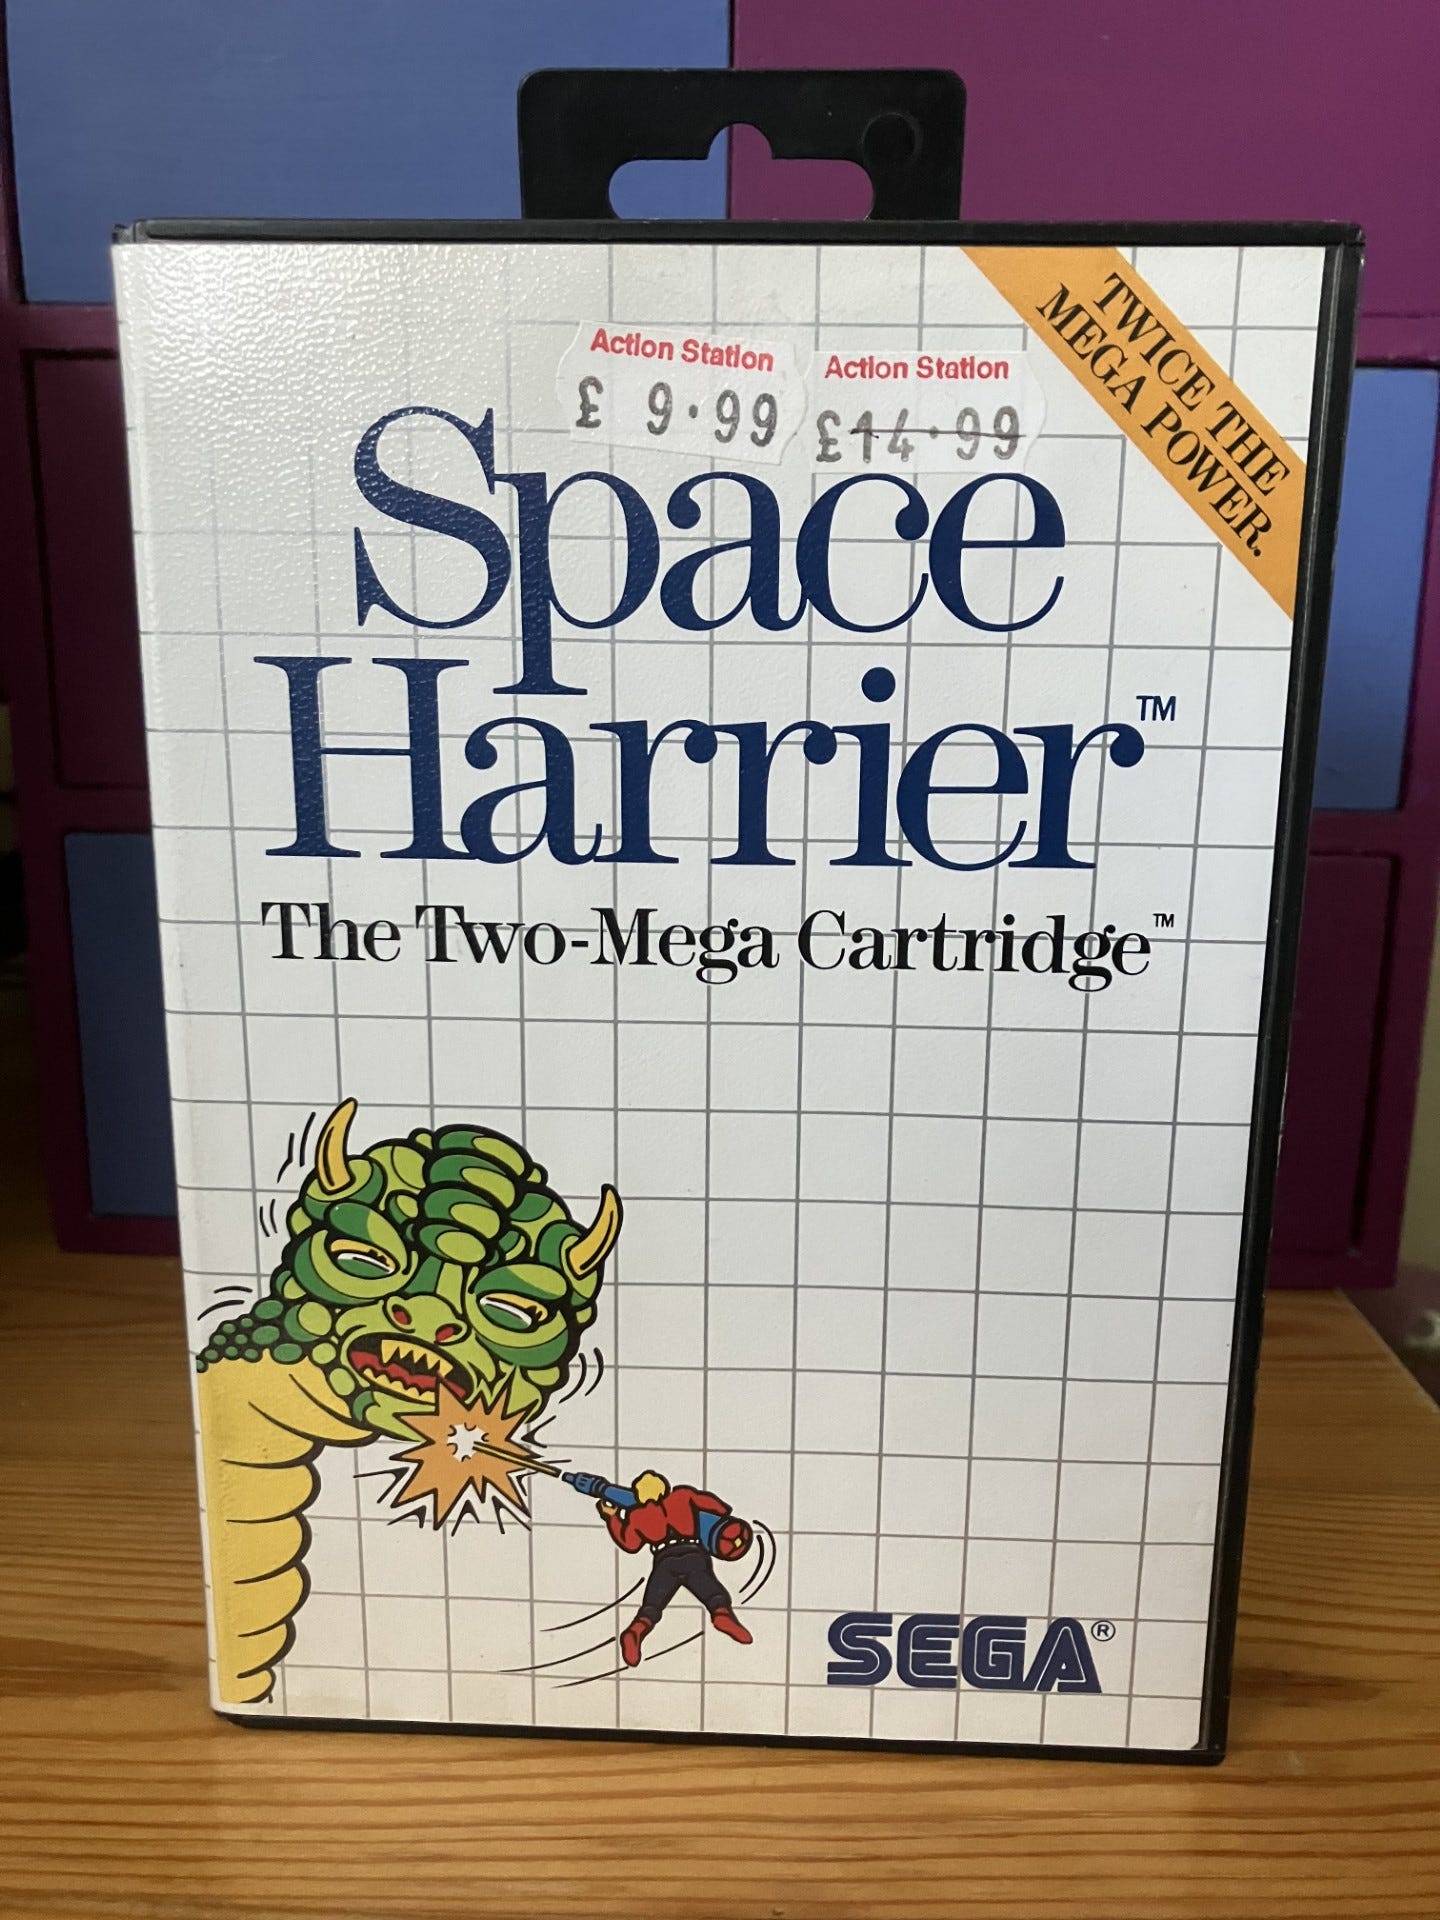 Action Station
£ 9.99
Action Station
£14.99
TWICE THE
MEGA POWER.
Space
Harrier™
The Two-Mega Cartridge™
SEGA®